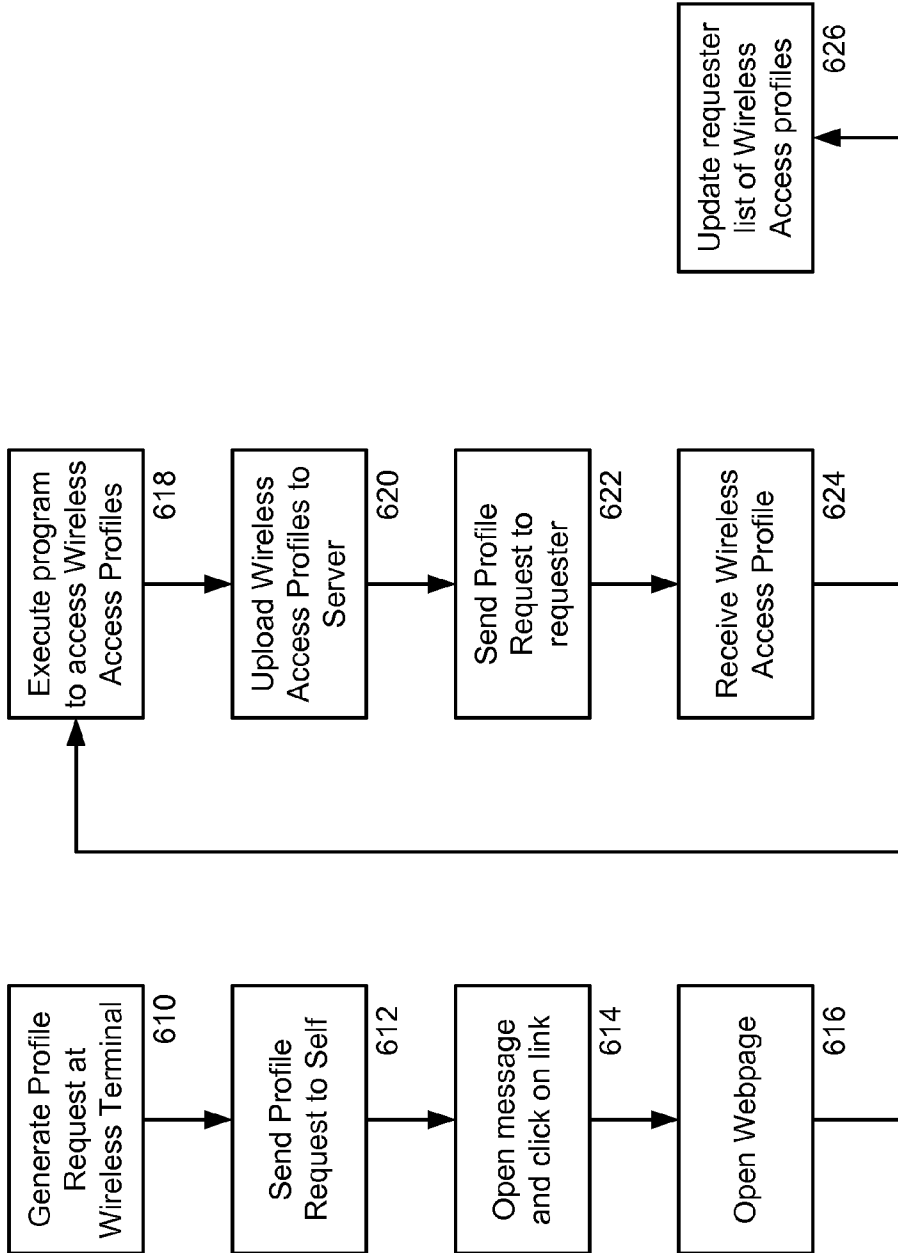 Generate Profile
Request at
Wireless Terminal
610
Send Profile
Request to Self
612
Open message
and click on link
614
Open Webpage
616
Execute program
to access Wireless
Access Profiles
618
Upload Wireless
Access Profiles to
Server
620
Send Profile
Request to
requester
622
Receive Wireless
Access Profile
624
Update requester
list of Wireless
Access profiles
626